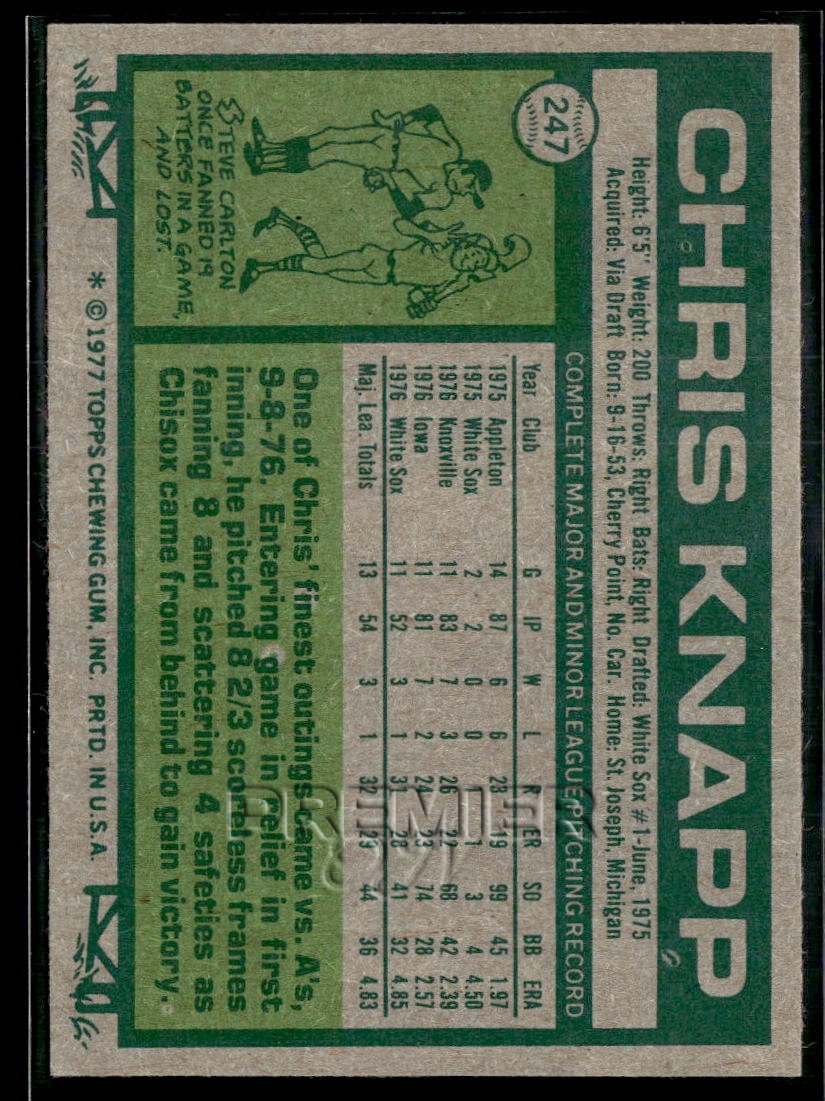 247
CHRIS KNAPP
Height: 6'5" Weight: 200 Throws: Right Bats: Right Drafted: White Sox #1-June, 1975
Acquired: Via Draft Born: 9-16-53, Cherry Point, No. Car. Home: St. Joseph, Michigan
COMPLETE MAJOR AND MINOR LEAGUE PITCHING RECORD
Year Club G IP W L R ER SO BB ERA
1975 Appleton 14 87 6 6 23 19 99 45 1.97
1975 White Sox 2 2 0 0 1 1 3 4 4.50
1976 Knoxville 11 83 7 3 26 22 68 42 2.39
1976 Iowa 11 81 7 2 24 23 74 28 2.57
1976 White Sox 11 52 3 1 31 28 41 32 4.85
Maj. Lea. Totals 13 54 3 1 32 29 44 36 4.83
STEVE CARLTON
ONCE FANNED 19
BATTERS IN A GAME,
AND LOST.
One of Chris' finest outings came vs. A's,
9-8-76. Entering game in relief in first
inning, he pitched 8 2/3 scoreless frames
fanning 8 and scattering 4 safeties as
Chisox came from behind to gain victory.
* © 1977 TOPPS CHEWING GUM, INC. PRTD. IN U.S.A.
PREMIER